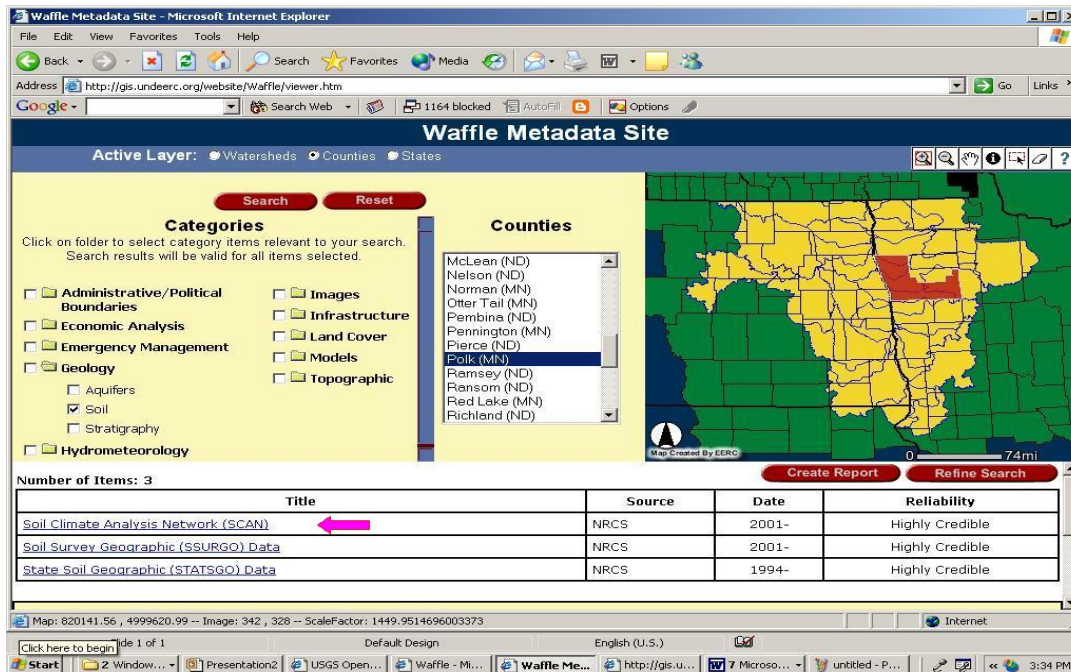 Waffle Metadata Site - Microsoft Internet Explorer
File Edit View Favorites Tools Help
Back Search Favorites Media
Address http://gis.undeerc.org/website/Waffle/viewer.htm Go Links
Google Search Web 1164 blocked AutoFill Options
Waffle Metadata Site
Active Layer: Watersheds Counties States
Search Reset
Categories
Click on folder to select category items relevant to your search.
Search results will be valid for all items selected.
Administrative/Political
Boundaries
Economic Analysis
Emergency Management
Geology
Aquifers
Soil
Stratigraphy
Hydrometeorology
Images
Infrastructure
Land Cover
Models
Topographic
Counties
McLean (ND)
Nelson (ND)
Norman (MN)
Otter Tail (MN)
Pembina (ND)
Pennington (MN)
Pierce (ND)
Polk (MN)
Ramsey (ND)
Ransom (ND)
Red Lake (MN)
Richland (ND)
Map Created By EERC
0 74mi
Number of Items: 3
Create Report Refine Search
Title Source Date Reliability
Soil Climate Analysis Network (SCAN) NRCS 2001- Highly Credible
Soil Survey Geographic (SSURGO) Data NRCS 2001- Highly Credible
State Soil Geographic (STATSGO) Data NRCS 1994- Highly Credible
Map: 820141.56 , 4999620.99 -- Image: 342 , 328 -- ScaleFactor: 1449.9514696003373 Internet
Click here to begin de 1 of 1 Default Design English (U.S.)
Start 2 Window... Presentation2 USGS Open... Waffle - Mi... Waffle Me... http://gis.u... 7 Microso... untitled - P... 3:34 PM